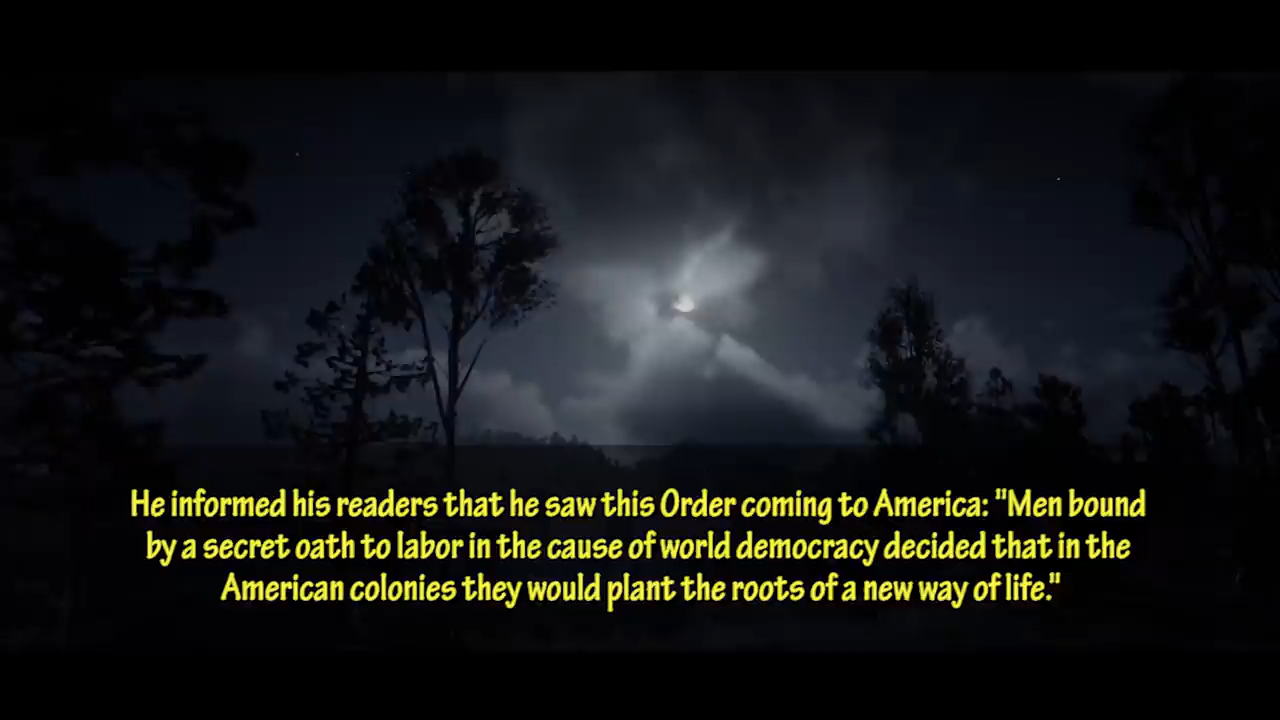 He informed his readers that he saw this Order coming to America: "Men bound
by a secret oath to labor in the cause of world democracy decided that in the
American colonies they would plant the roots of a new way of life."